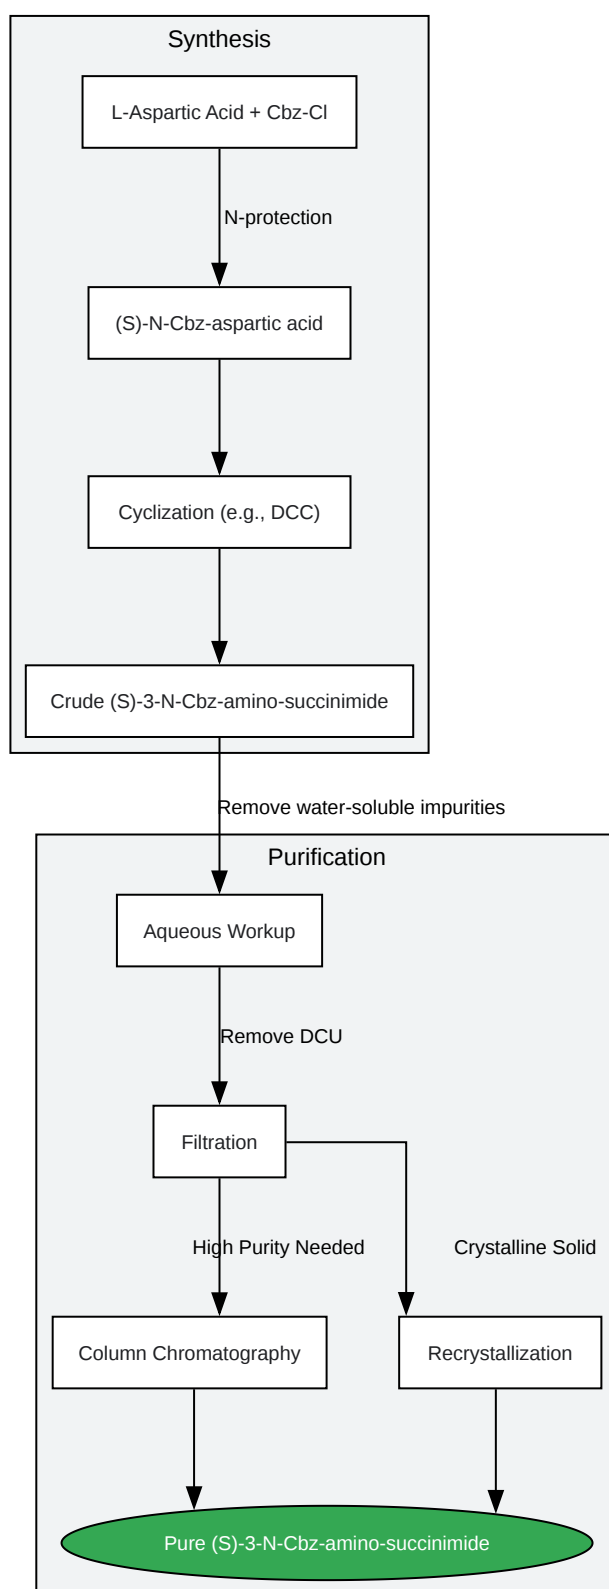 Synthesis
L-Aspartic Acid + Cbz-Cl
N-protection
(S)-N-Cbz-aspartic acid
Cyclization (e.g., DCC)
Crude (S)-3-N-Cbz-amino-succinimide
Remove water-soluble impurities
Purification
Aqueous Workup
Remove DCU
Filtration
High Purity Needed
Crystalline Solid
Column Chromatography
Recrystallization
Pure (S)-3-N-Cbz-amino-succinimide